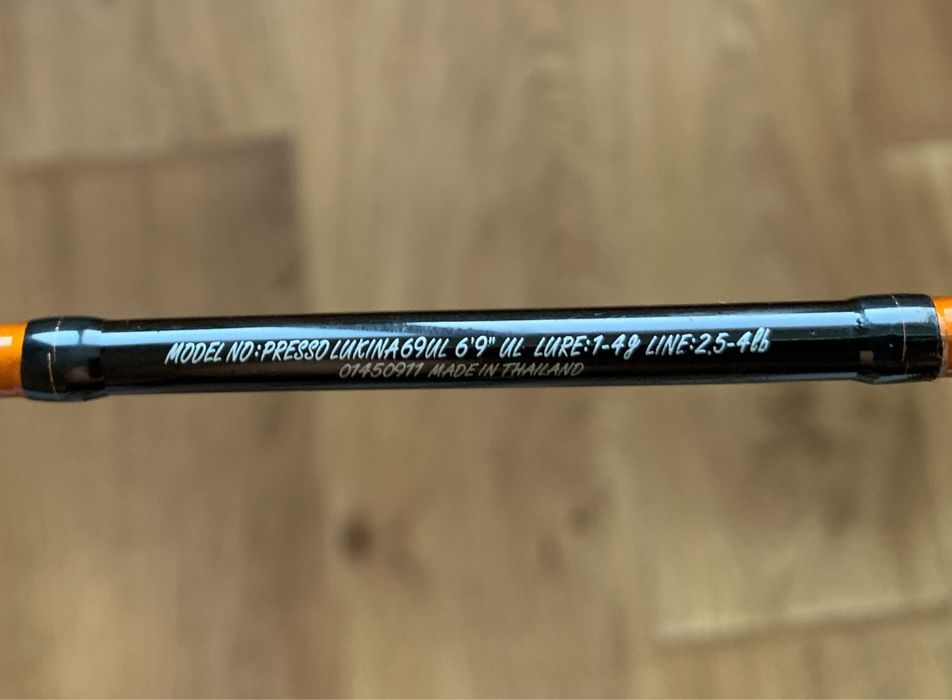 MODEL NO:PRESSO LUKINA69UL 6'9" UL LURE:1-4g LINE:2.5-4lb
01450911 MADE IN THAILAND